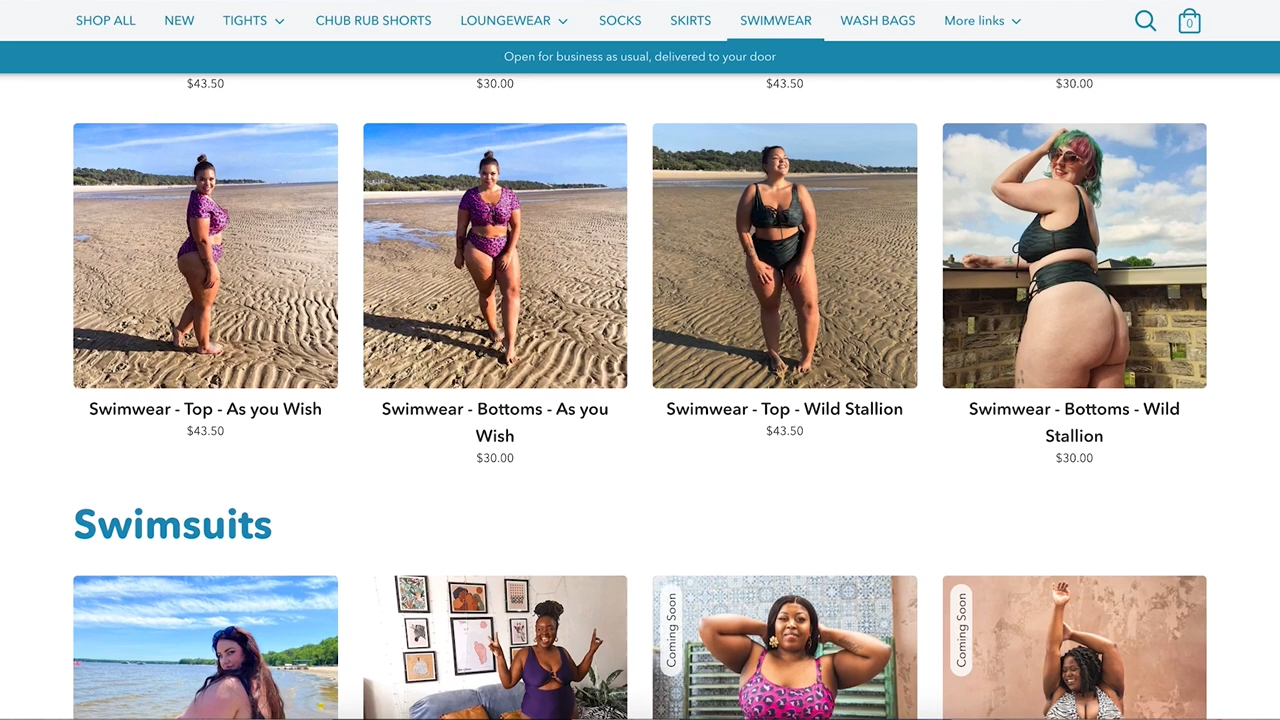 SHOP ALL NEW TIGHTS CHUB RUB SHORTS LOUNGEWEAR SOCKS SKIRTS SWIMWEAR WASH BAGS More links 0
Open for business as usual, delivered to your door
$43.50 $30.00 $43.50 $30.00
Swimwear - Top - As you Wish
$43.50
Swimwear - Bottoms - As you
Wish
$30.00
Swimwear - Top - Wild Stallion
$43.50
Swimwear - Bottoms - Wild
Stallion
$30.00
Swimsuits
Coming Soon
Coming Soon